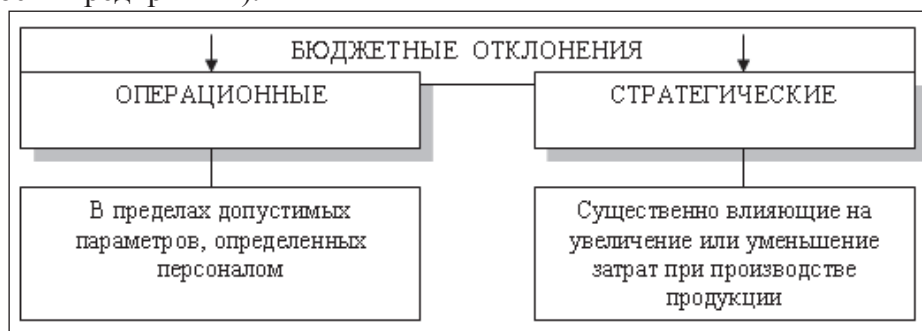 БЮДЖЕТНЫЕ ОТКЛОНЕНИЯ
ОПЕРАЦИОННЫЕ
СТРАТЕГИЧЕСКИЕ
В пределах допустимых
параметров, определенных
персоналом
Существенно влияющие на
увеличение или уменьшение
затрат при производстве
продукции